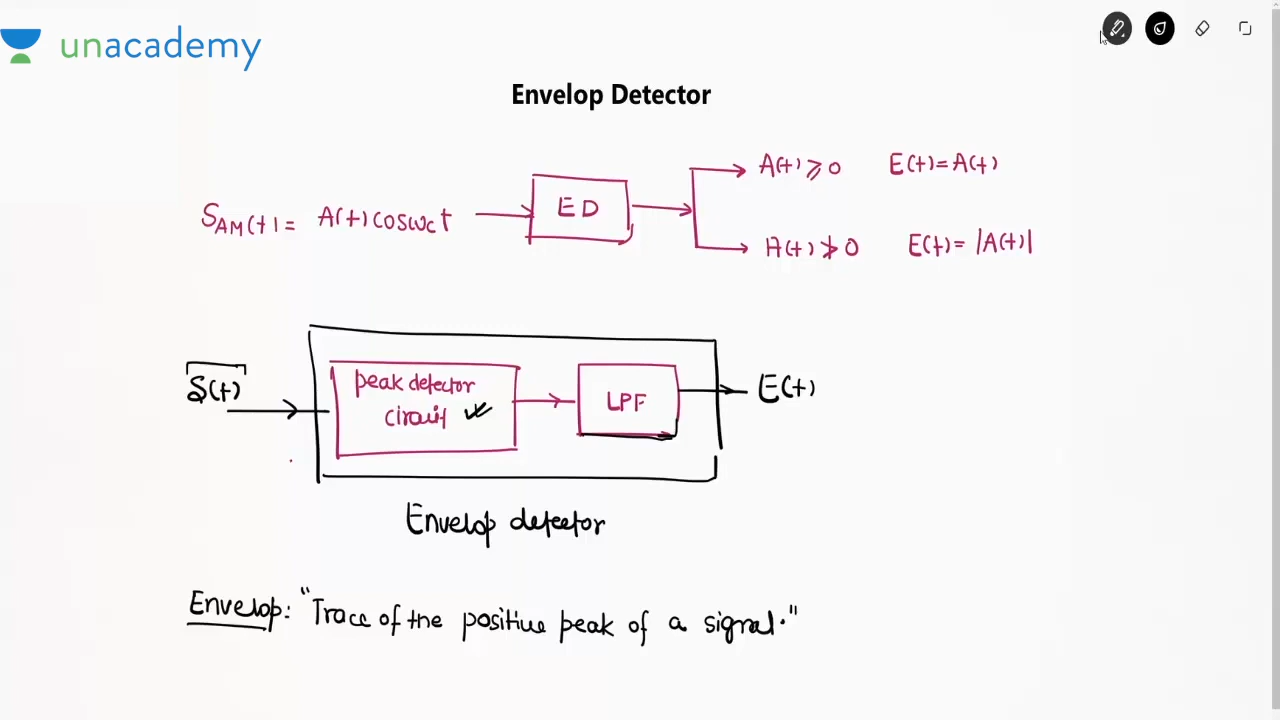 unacademy
Envelop Detector
S_AM(t) = A(t) cosωct
ED
A(t) ⩾ 0 E(t) = A(t)
A(t) ≯ 0 E(t) = |A(t)|
S(t)
peak detector
circuit
LPF
E(t)
Envelop detector
Envelop: "Trace of the positive peak of a signal."